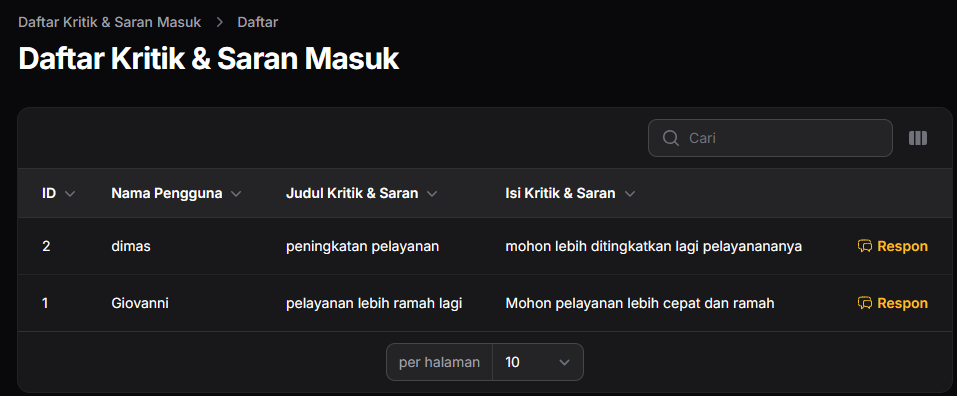 Daftar Kritik & Saran Masuk > Daftar
Daftar Kritik & Saran Masuk
Cari
ID Nama Pengguna Judul Kritik & Saran Isi Kritik & Saran
2 dimas peningkatan pelayanan mohon lebih ditingkatkan lagi pelayanananya Respon
1 Giovanni pelayanan lebih ramah lagi Mohon pelayanan lebih cepat dan ramah Respon
per halaman 10